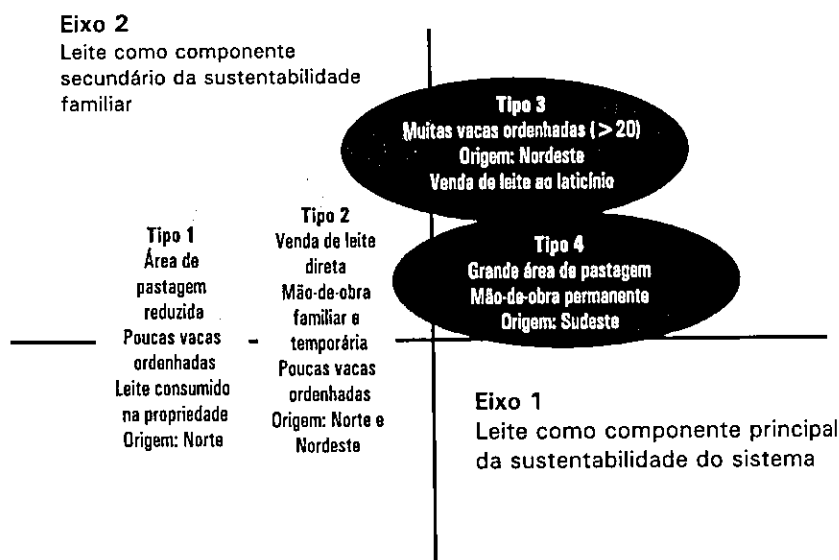 Eixo 2
Leite como componente
secundário da sustentabilidade
familiar
Tipo 3
Muitas vacas ordenhadas (>20)
Origem: Nordeste
Venda de leite ao laticínio
Tipo 1
Área de
pastagem
reduzida
Poucas vacas
ordenhadas
Leite consumido
na propriedade
Origem: Norte
Tipo 2
Venda de leite
direta
Mão-de-obra
familiar e
temporária
Poucas vacas
ordenhadas
Origem: Norte e
Nordeste
Tipo 4
Grande área de pastagem
Mão-de-obra permanente
Origem: Sudeste
Eixo 1
Leite como componente principal
da sustentabilidade do sistema